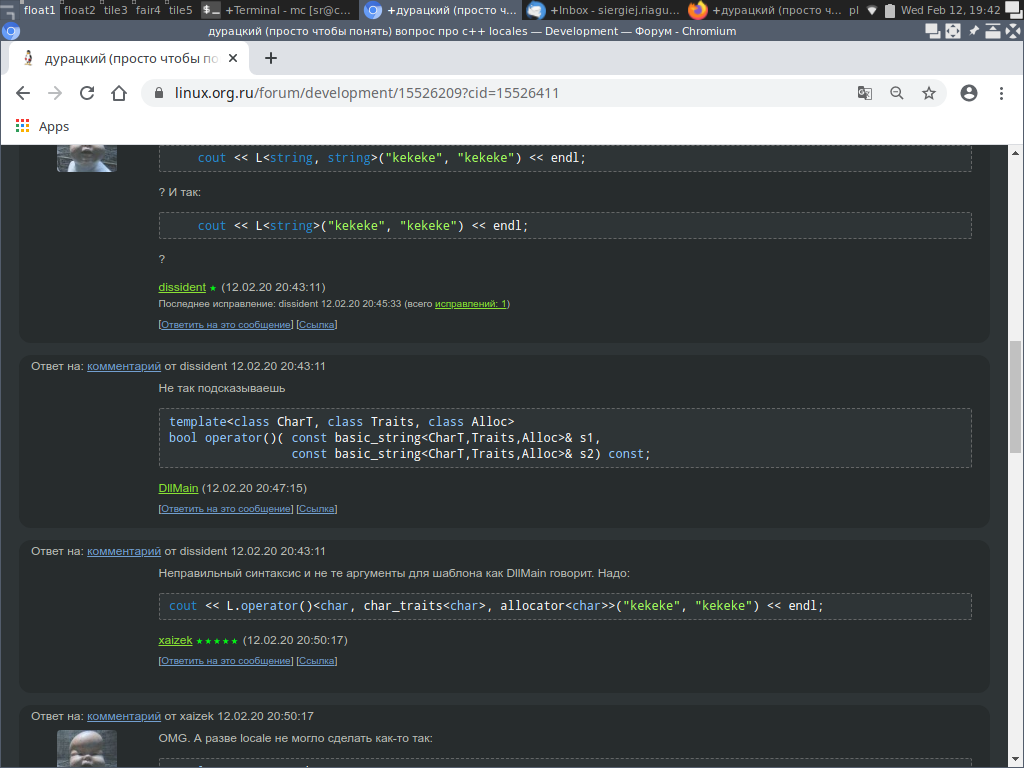 float1 float2 tile3 fair4 tile5 $_ +Terminal - mc [sr@c... +дурацкий (просто ч... +Inbox - siergiej.riagu... +дурацкий (просто ч... pl Wed Feb 12, 19:42
дурацкий (просто чтобы понять) вопрос про c++ locales — Development — Форум - Chromium
дурацкий (просто чтобы по
linux.org.ru/forum/development/15526209?cid=15526411
Apps
cout << L<string, string>("kekeke", "kekeke") << endl;
? И так:
cout << L<string>("kekeke", "kekeke") << endl;
?
dissident ★ (12.02.20 20:43:11)
Последнее исправление: dissident 12.02.20 20:45:33 (всего исправлений: 1)
[Ответить на это сообщение] [Ссылка]
Ответ на: комментарий от dissident 12.02.20 20:43:11
Не так подсказываешь
template<class CharT, class Traits, class Alloc>
bool operator()( const basic_string<CharT,Traits,Alloc>& s1,
const basic_string<CharT,Traits,Alloc>& s2) const;
DllMain (12.02.20 20:47:15)
[Ответить на это сообщение] [Ссылка]
Ответ на: комментарий от dissident 12.02.20 20:43:11
Неправильный синтаксис и не те аргументы для шаблона как DllMain говорит. Надо:
cout << L.operator()<char, char_traits<char>, allocator<char>>("kekeke", "kekeke") << endl;
xaizek ★★★★★ (12.02.20 20:50:17)
[Ответить на это сообщение] [Ссылка]
Ответ на: комментарий от xaizek 12.02.20 20:50:17
OMG. А разве locale не могло сделать как-то так: